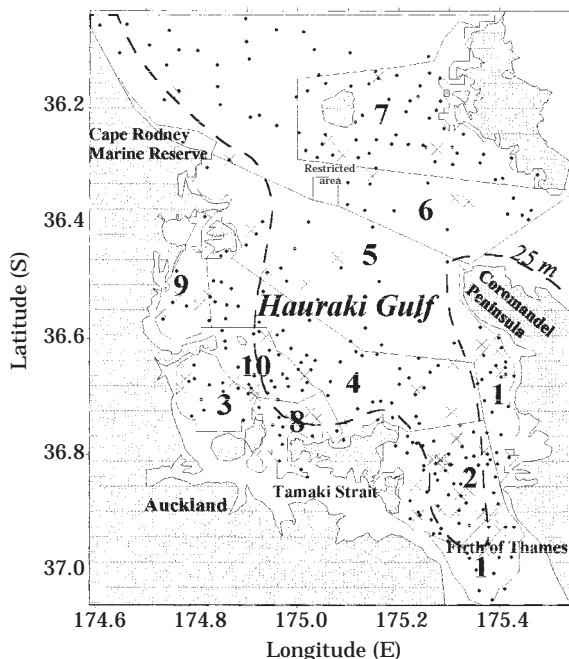 36.2
7
Cape Rodney
Marine Reserve
Restricted
area
6
36.4
5
25 m
9
Coromandel
Peninsula
Hauraki Gulf
Latitude (S)
36.6
10
4
1
3
8
36.8
2
Tamaki Strait
Auckland
Firth of Thames
1
37.0
174.6
174.8
175.0
175.2
175.4
Longitude (E)